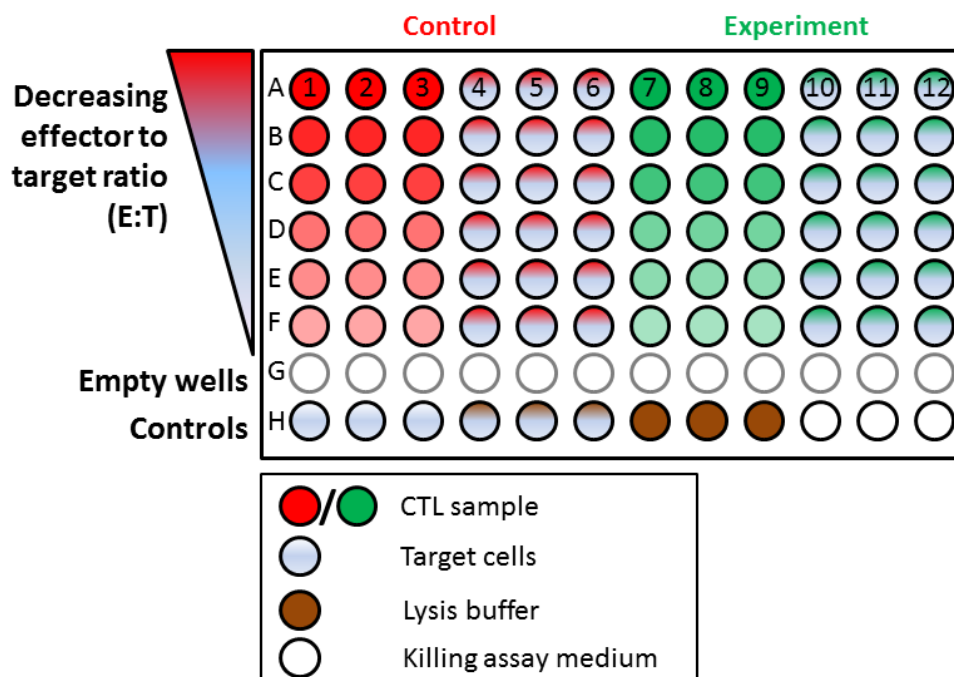 Control Experiment
Decreasing
effector to
target ratio
(E:T)
A 1 2 3 4 5 6 7 8 9 10 11 12
B
C
D
E
F
Empty wells G
Controls H
/ CTL sample
Target cells
Lysis buffer
Killing assay medium